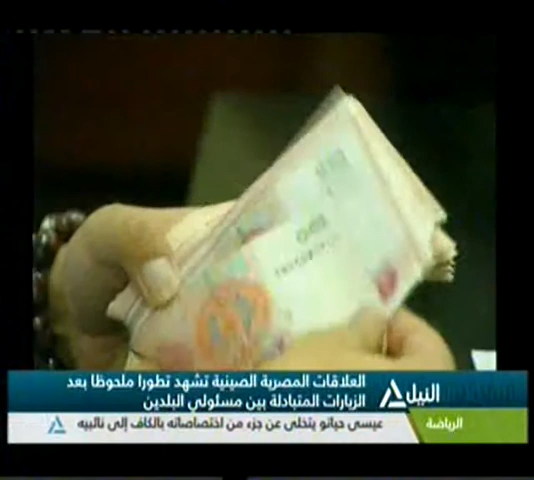 العلاقات المصرية الصينية تشهد تطورا ملحوظا بعد
الزيارات المتبادلة بين مسئولي البلدين
النيل
الرياضة
عيسى حياتو يتخلى عن جزء من اختصاصاته بالكاف إلى نائبيه